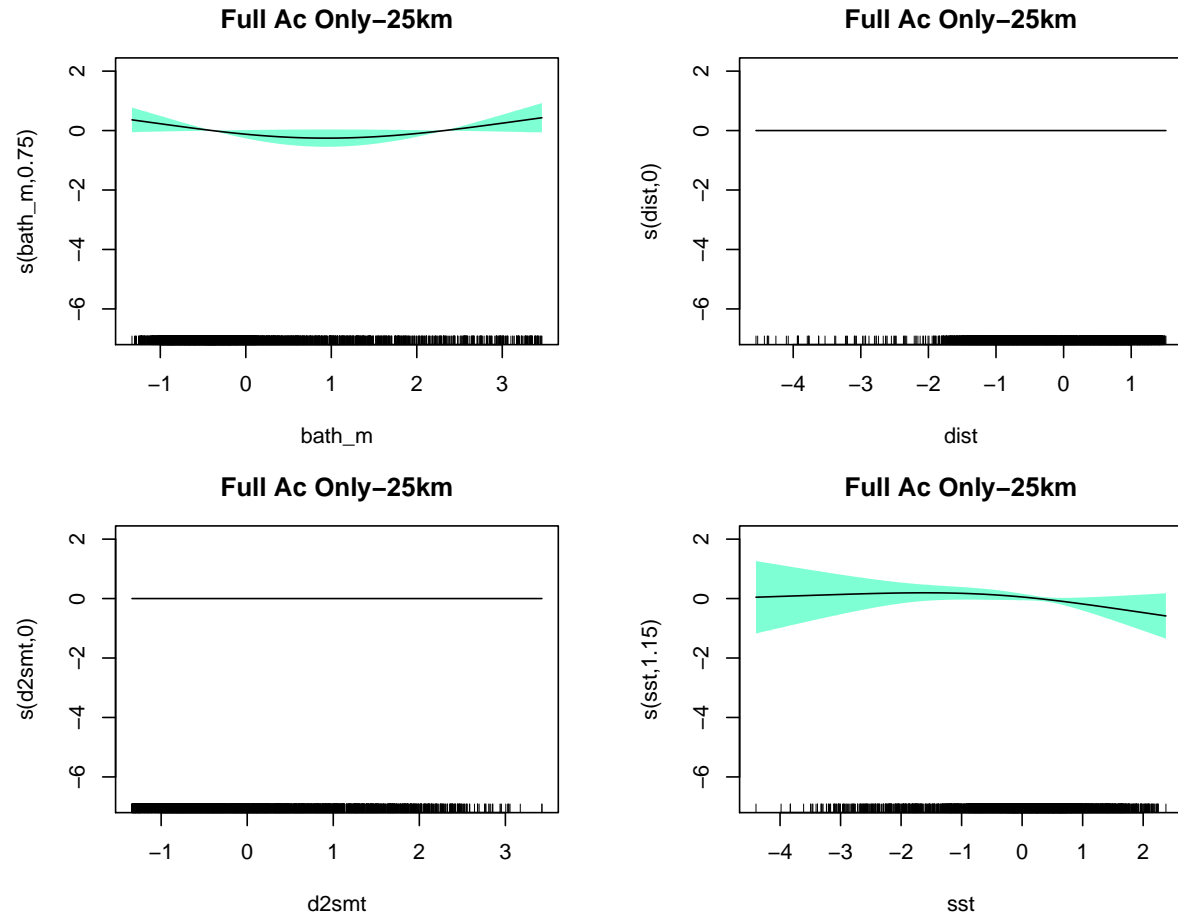 Full Ac Only−25km
s(bath_m,0.75)
2
0
−2
−4
−6
−1 0 1 2 3
bath_m
Full Ac Only−25km
s(dist,0)
2
0
−2
−4
−6
−4 −3 −2 −1 0 1
dist
Full Ac Only−25km
s(d2smt,0)
2
0
−2
−4
−6
−1 0 1 2 3
d2smt
Full Ac Only−25km
s(sst,1.15)
2
0
−2
−4
−6
−4 −3 −2 −1 0 1 2
sst